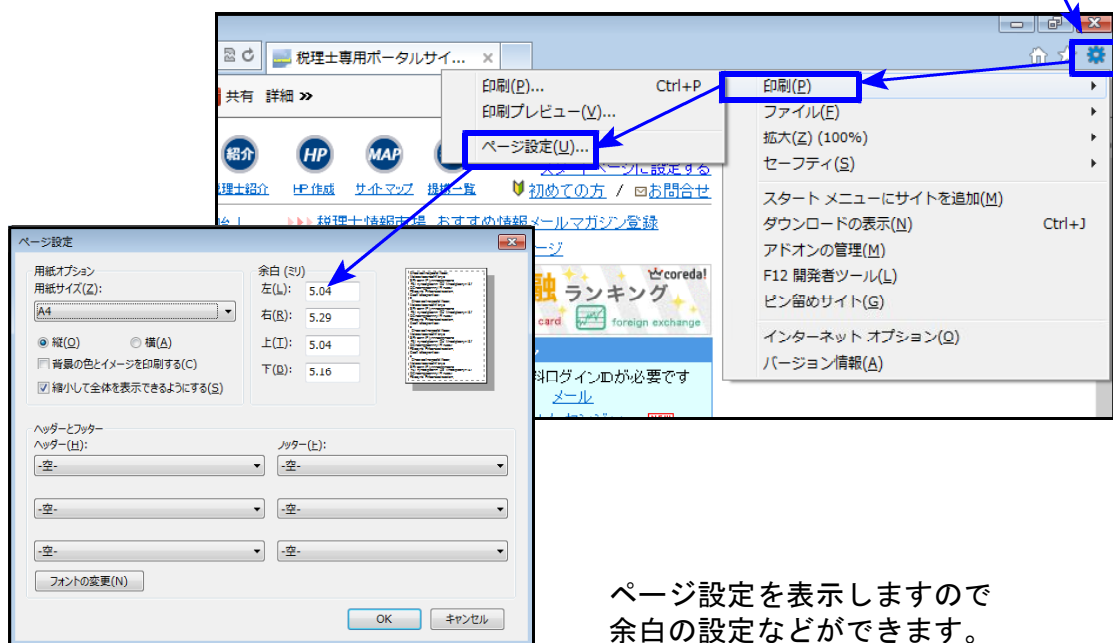 税理士専用ポータルサイ...
共有 詳細
紹介
HP
MAP
理士紹介 HP作成 サイトマップ 提携一覧
初めての方 / お問合せ
スタートページに設定する
税理士情報市場 おすすめ情報メールマガジン登録
ージ
印刷(P)... Ctrl+P
印刷プレビュー(V)...
ページ設定(U)...
印刷(P)
ファイル(F)
拡大(Z) (100%)
セーフティ(S)
スタート メニューにサイトを追加(M)
ダウンロードの表示(N) Ctrl+J
アドオンの管理(M)
F12 開発者ツール(L)
ピン留めサイト(G)
インターネット オプション(O)
バージョン情報(A)
coreda!
融 ランキング
card foreign exchange
料ログインIDが必要です
メール
ページ設定
用紙オプション
用紙サイズ(Z):
A4
縦(O) 横(A)
背景の色とイメージを印刷する(C)
縮小して全体を表示できるようにする(S)
余白 (ミリ)
左(L): 5.04
右(R): 5.29
上(T): 5.04
下(B): 5.16
ヘッダーとフッター
ヘッダー(H): フッター(F):
-空- -空-
-空- -空-
-空- -空-
フォントの変更(N)
OK キャンセル
ページ設定を表示しますので
余白の設定などができます。